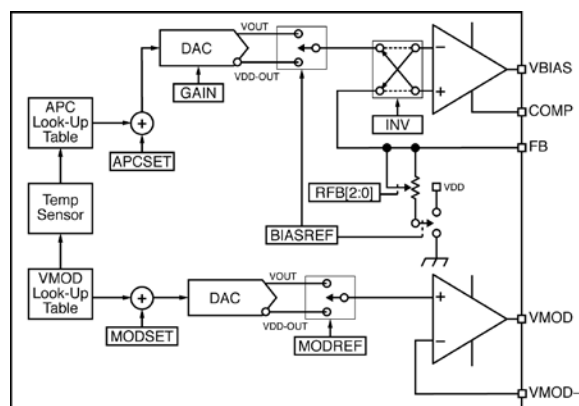 VOUT
DAC
VDD-OUT
GAIN
APC
Look-Up
Table
+
APCSET
−
+
INV
VBIAS
COMP
FB
Temp
Sensor
RFB[2:0]
VDD
BIASREF
VMOD
Look-Up
Table
+
MODSET
DAC
VOUT
VDD-OUT
MODREF
+
−
VMOD
VMOD-